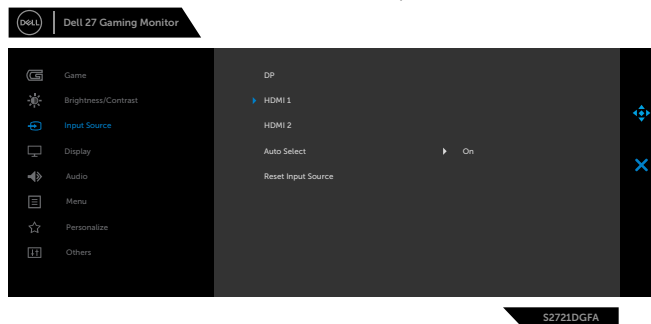 DELL Dell 27 Gaming Monitor
Game
Brightness/Contrast
Input Source
Display
Audio
Menu
Personalize
Others
DP
HDMI 1
HDMI 2
Auto Select On
Reset Input Source
S2721DGFA